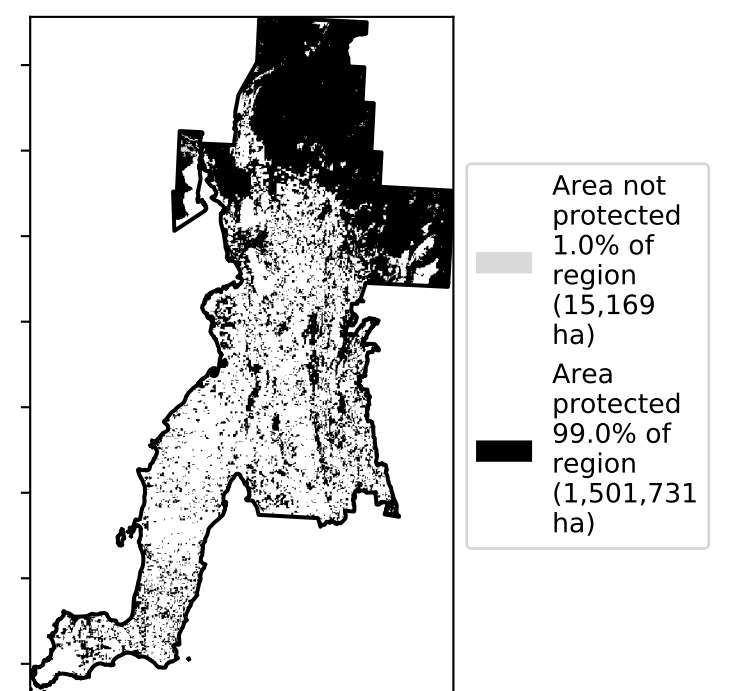 Area not
protected
1.0% of
region
(15,169
ha)
Area
protected
99.0% of
region
(1,501,731
ha)